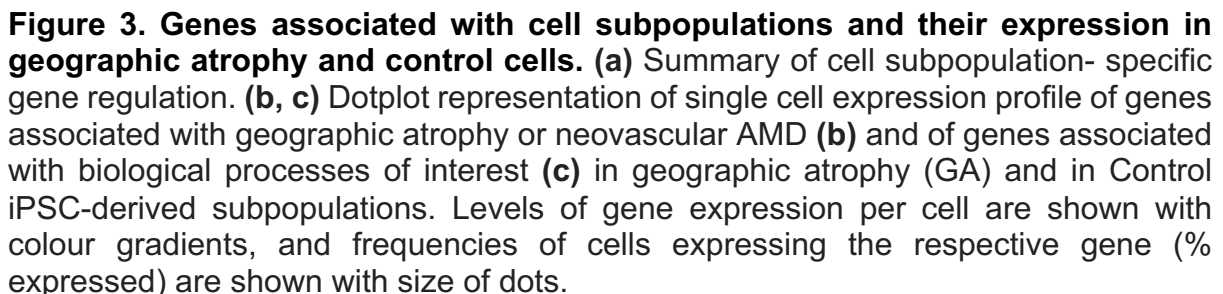 Figure 3. Genes associated with cell subpopulations and their expression in
geographic atrophy and control cells. (a) Summary of cell subpopulation- specific
gene regulation. (b, c) Dotplot representation of single cell expression profile of genes
associated with geographic atrophy or neovascular AMD (b) and of genes associated
with biological processes of interest (c) in geographic atrophy (GA) and in Control
iPSC-derived subpopulations. Levels of gene expression per cell are shown with
colour gradients, and frequencies of cells expressing the respective gene (%
expressed) are shown with size of dots.